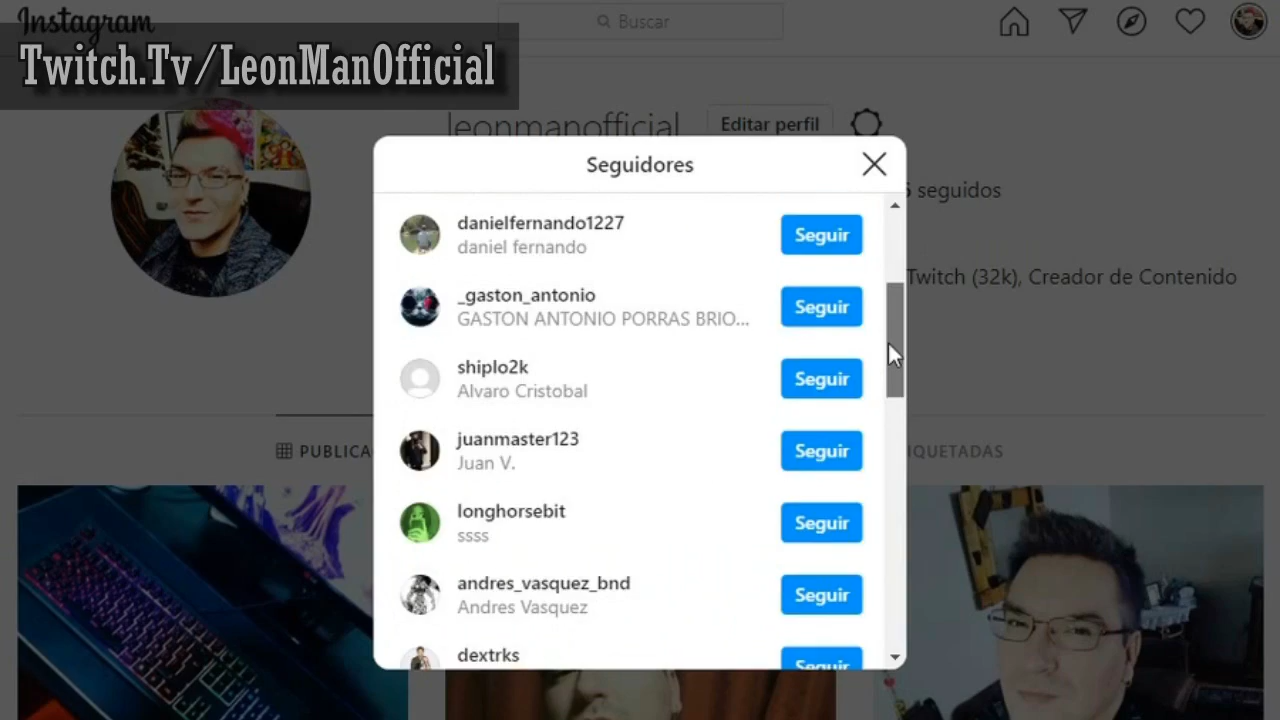 Instagram
Buscar
Twitch.Tv/LeonManOfficial
leonmanofficial
Editar perfil
Seguidores
seguidos
Twitch (32k), Creador de Contenido
danielfernando1227
daniel fernando
Seguir
_gaston_antonio
GASTON ANTONIO PORRAS BRIO...
Seguir
shiplo2k
Alvaro Cristobal
Seguir
juanmaster123
Juan V.
Seguir
PUBLICA
IQUETADAS
longhorsebit
ssss
Seguir
andres_vasquez_bnd
Andres Vasquez
Seguir
dextrks
Seguir